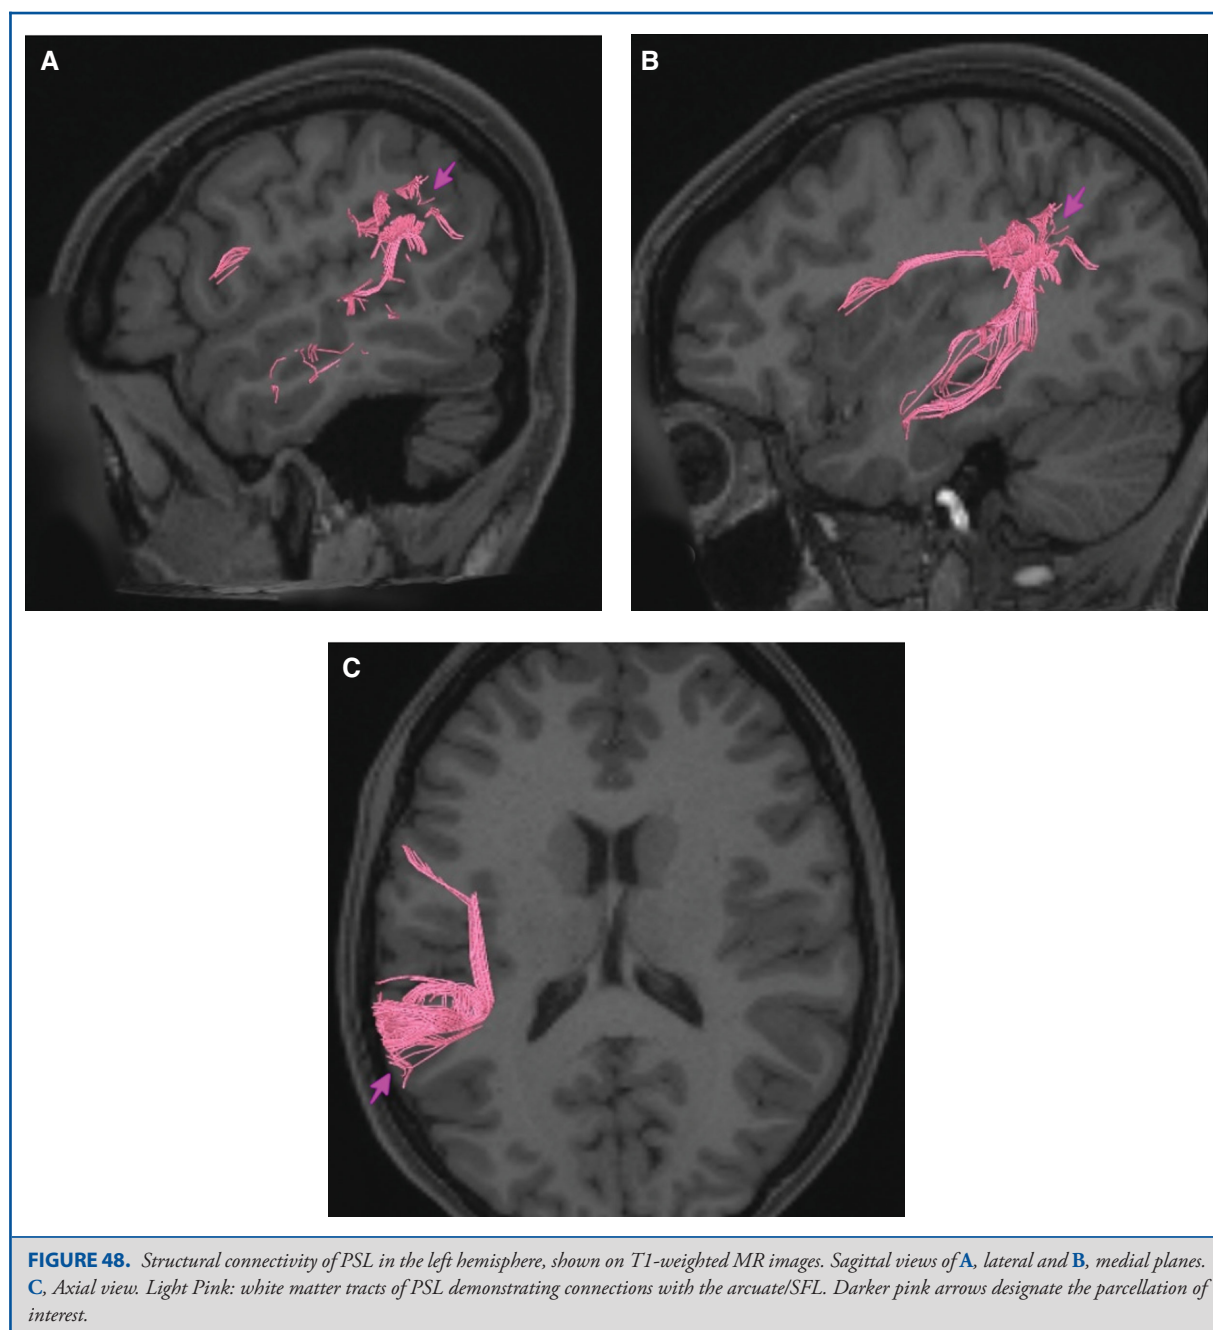 A
B
C
FIGURE 48. Structural connectivity of PSL in the left hemisphere, shown on T1-weighted MR images. Sagittal views of A, lateral and B, medial planes.
C, Axial view. Light Pink: white matter tracts of PSL demonstrating connections with the arcuate/SFL. Darker pink arrows designate the parcellation of
interest.